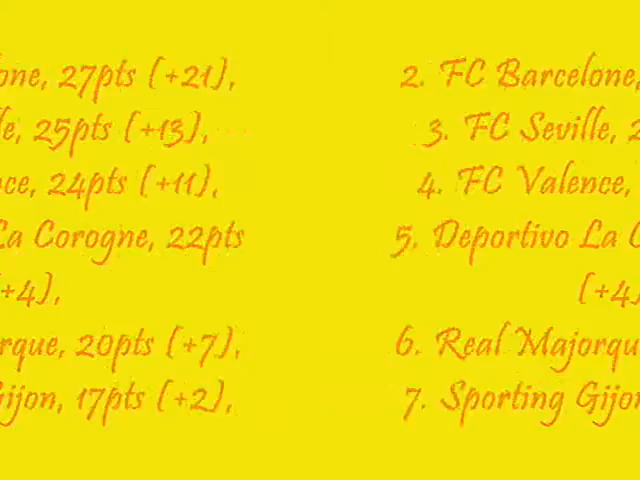 one, 27pts (+21),
le, 25pts (+13),
nce, 24pts (+11),
La Corogne, 22pts
+4),
rque, 20pts (+7),
Gijon, 17pts (+2),
2. FC Barcelone,
3. FC Seville, 2
4. FC Valence,
5. Deportivo La C
(+4)
6. Real Majorqu
7. Sporting Gijon